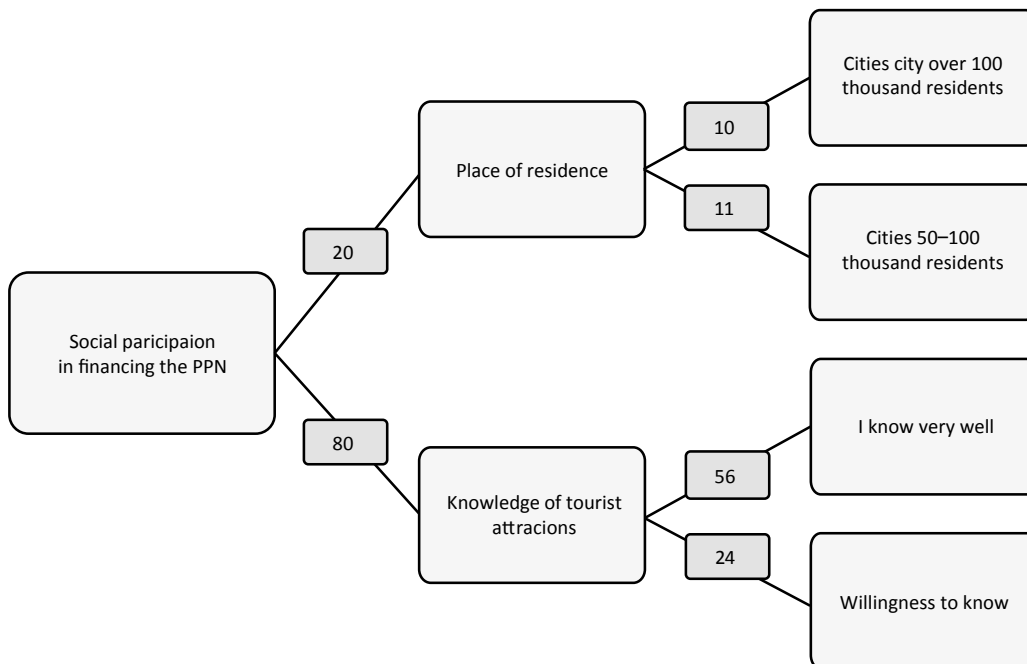 Cities city over 100
thousand residents
10
Place of residence
11
Cities 50–100
thousand residents
20
Social paricipaion
in financing the PPN
80
I know very well
56
Knowledge of tourist
attracions
24
Willingness to know